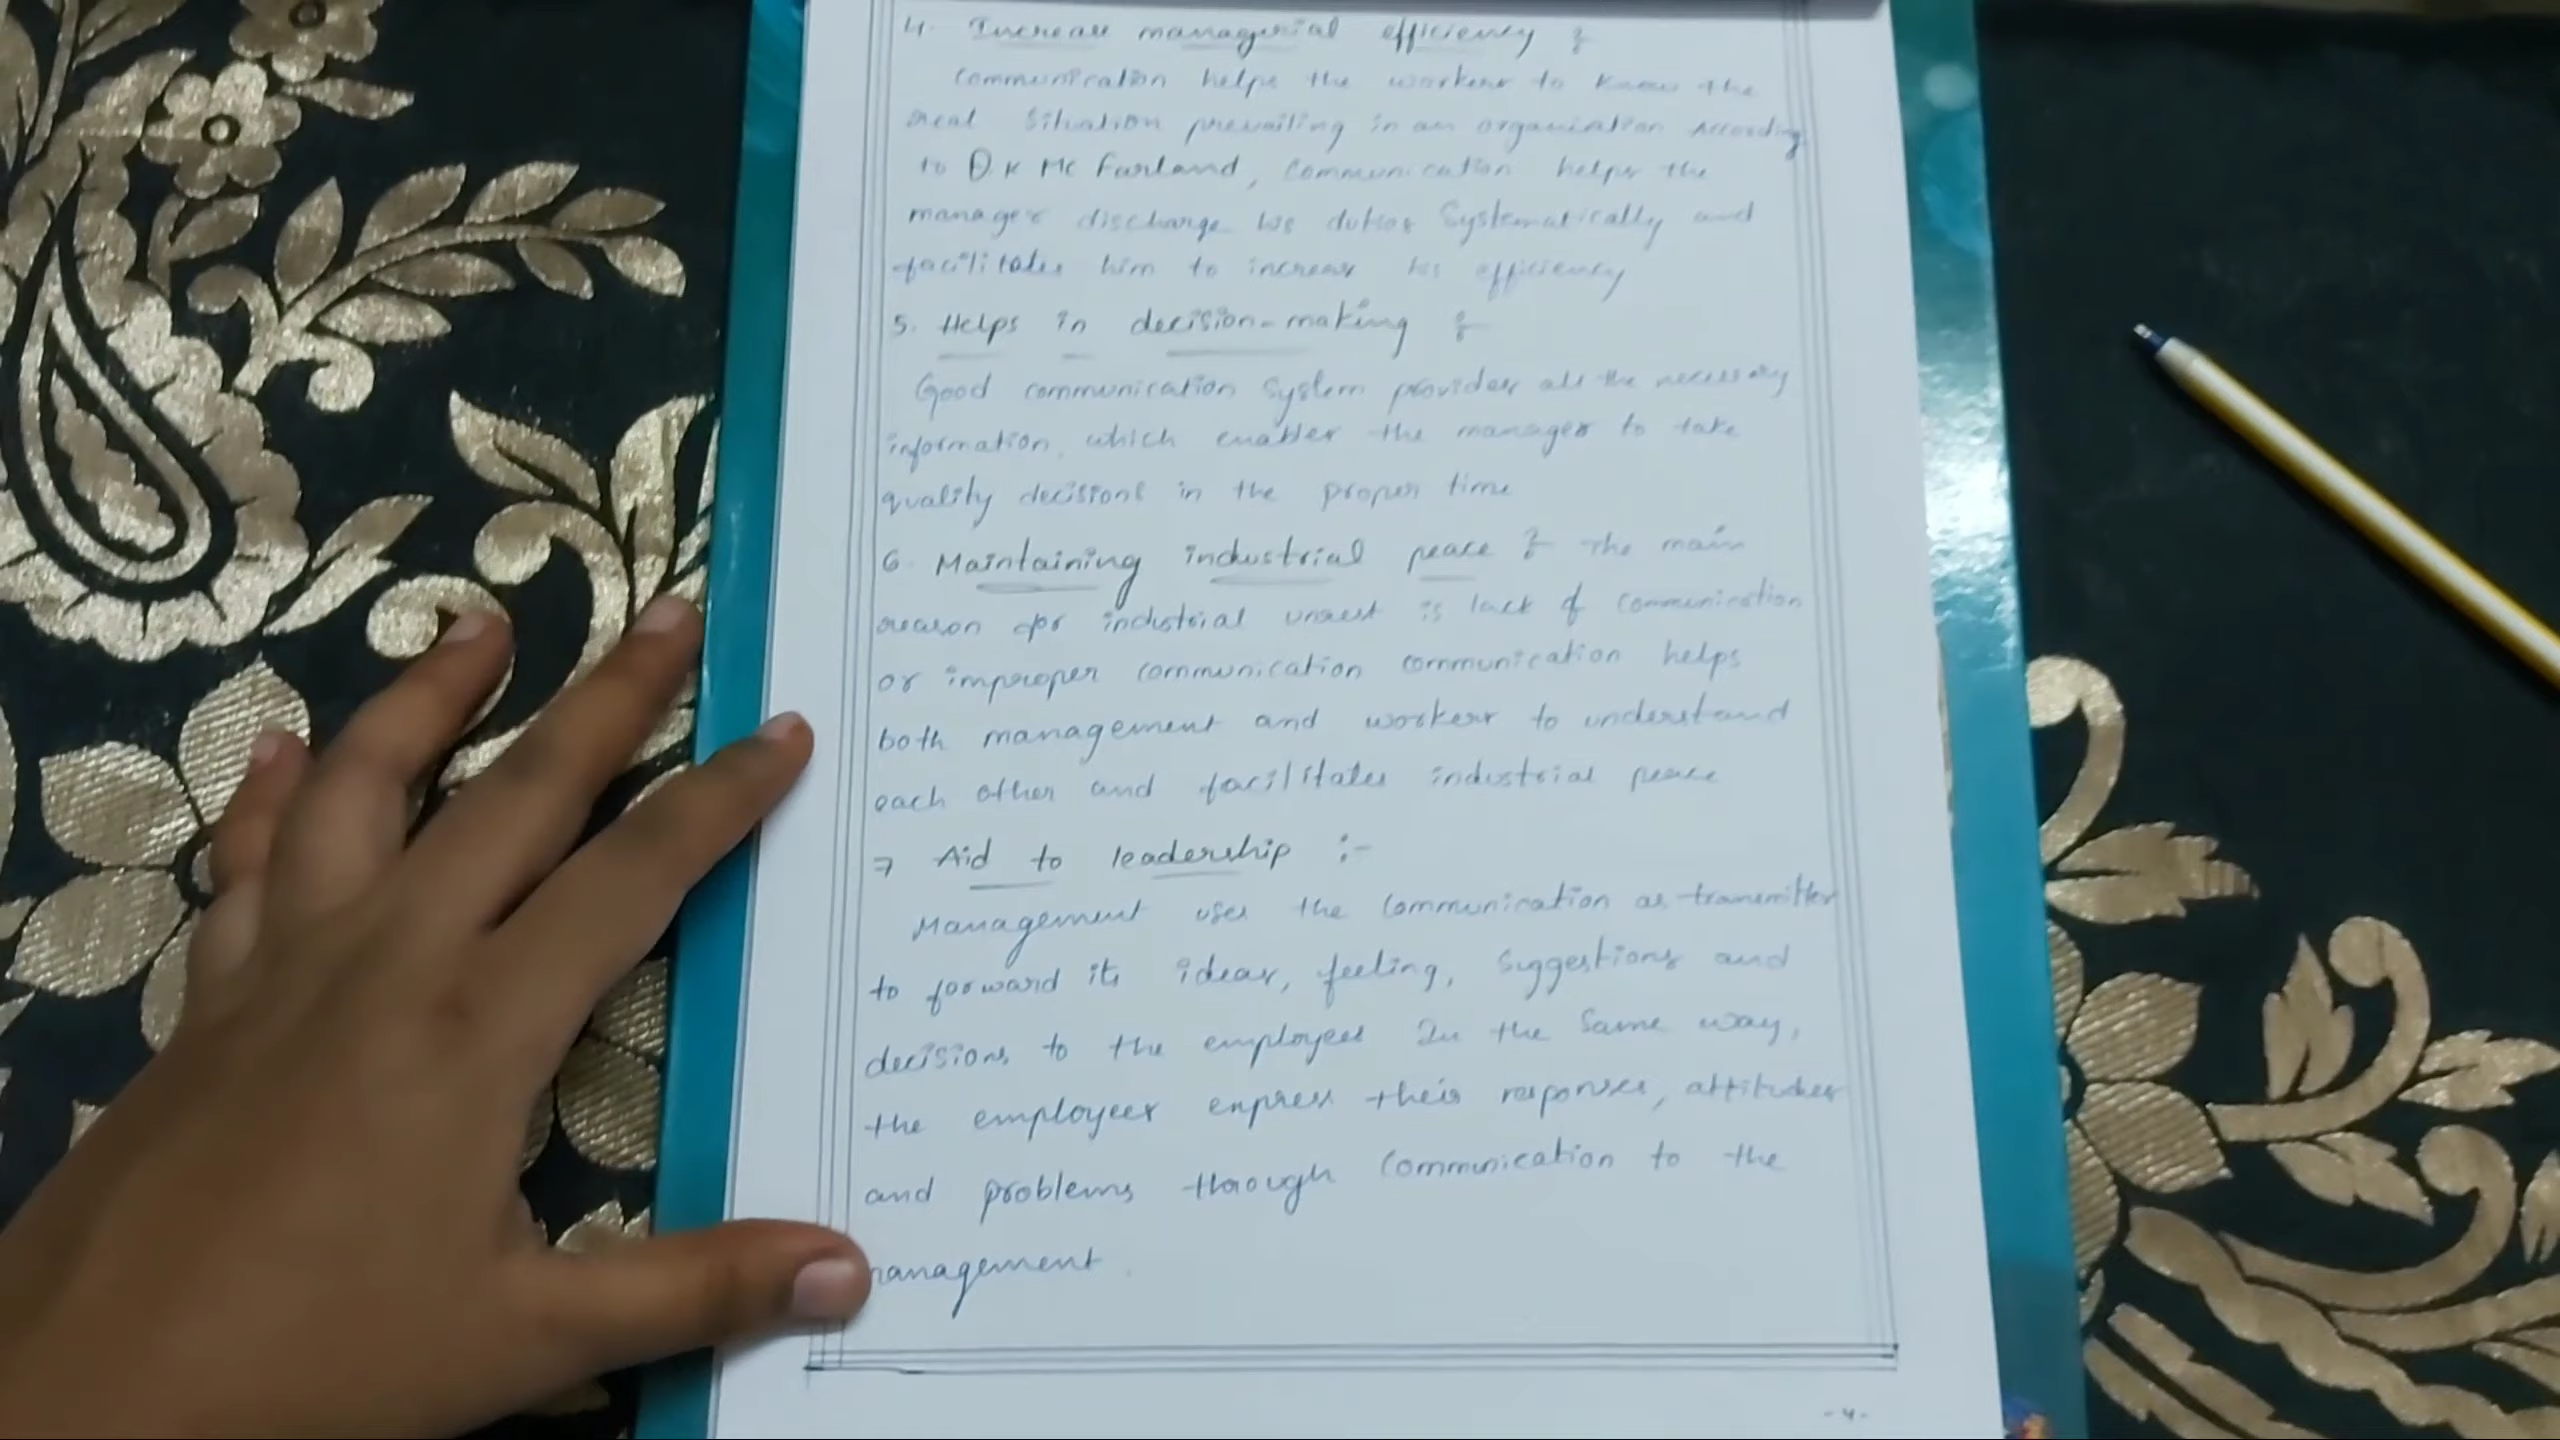 4. Increase managerial efficiency :-
Communication helps the workers to know the
real situation prevailing in an organization According
to D.K Mc Farland, communication helps the
manager discharge his duties systematically and
facilitates him to increase his efficiency
5. Helps in decision-making :-
Good communication system provides all the necessary
information, which enables the manager to take
quality decisions in the proper time
6. Maintaining industrial peace :- The main
reason for industrial unrest is lack of communication
or improper communication communication helps
both management and workers to understand
each other and facilitates industrial peace
7 Aid to leadership :-
Management uses the communication as transmitter
to forward its ideas, feeling, suggestions and
decisions to the employees In the same way,
the employees express their responses, attitudes
and problems through communication to the
management.
-4-